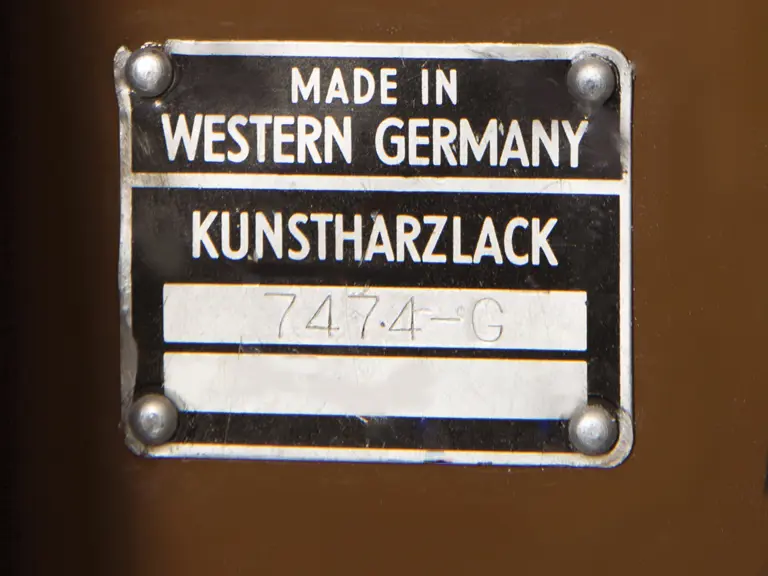 MADE IN
WESTERN GERMANY
KUNSTHARZLACK
7474-G